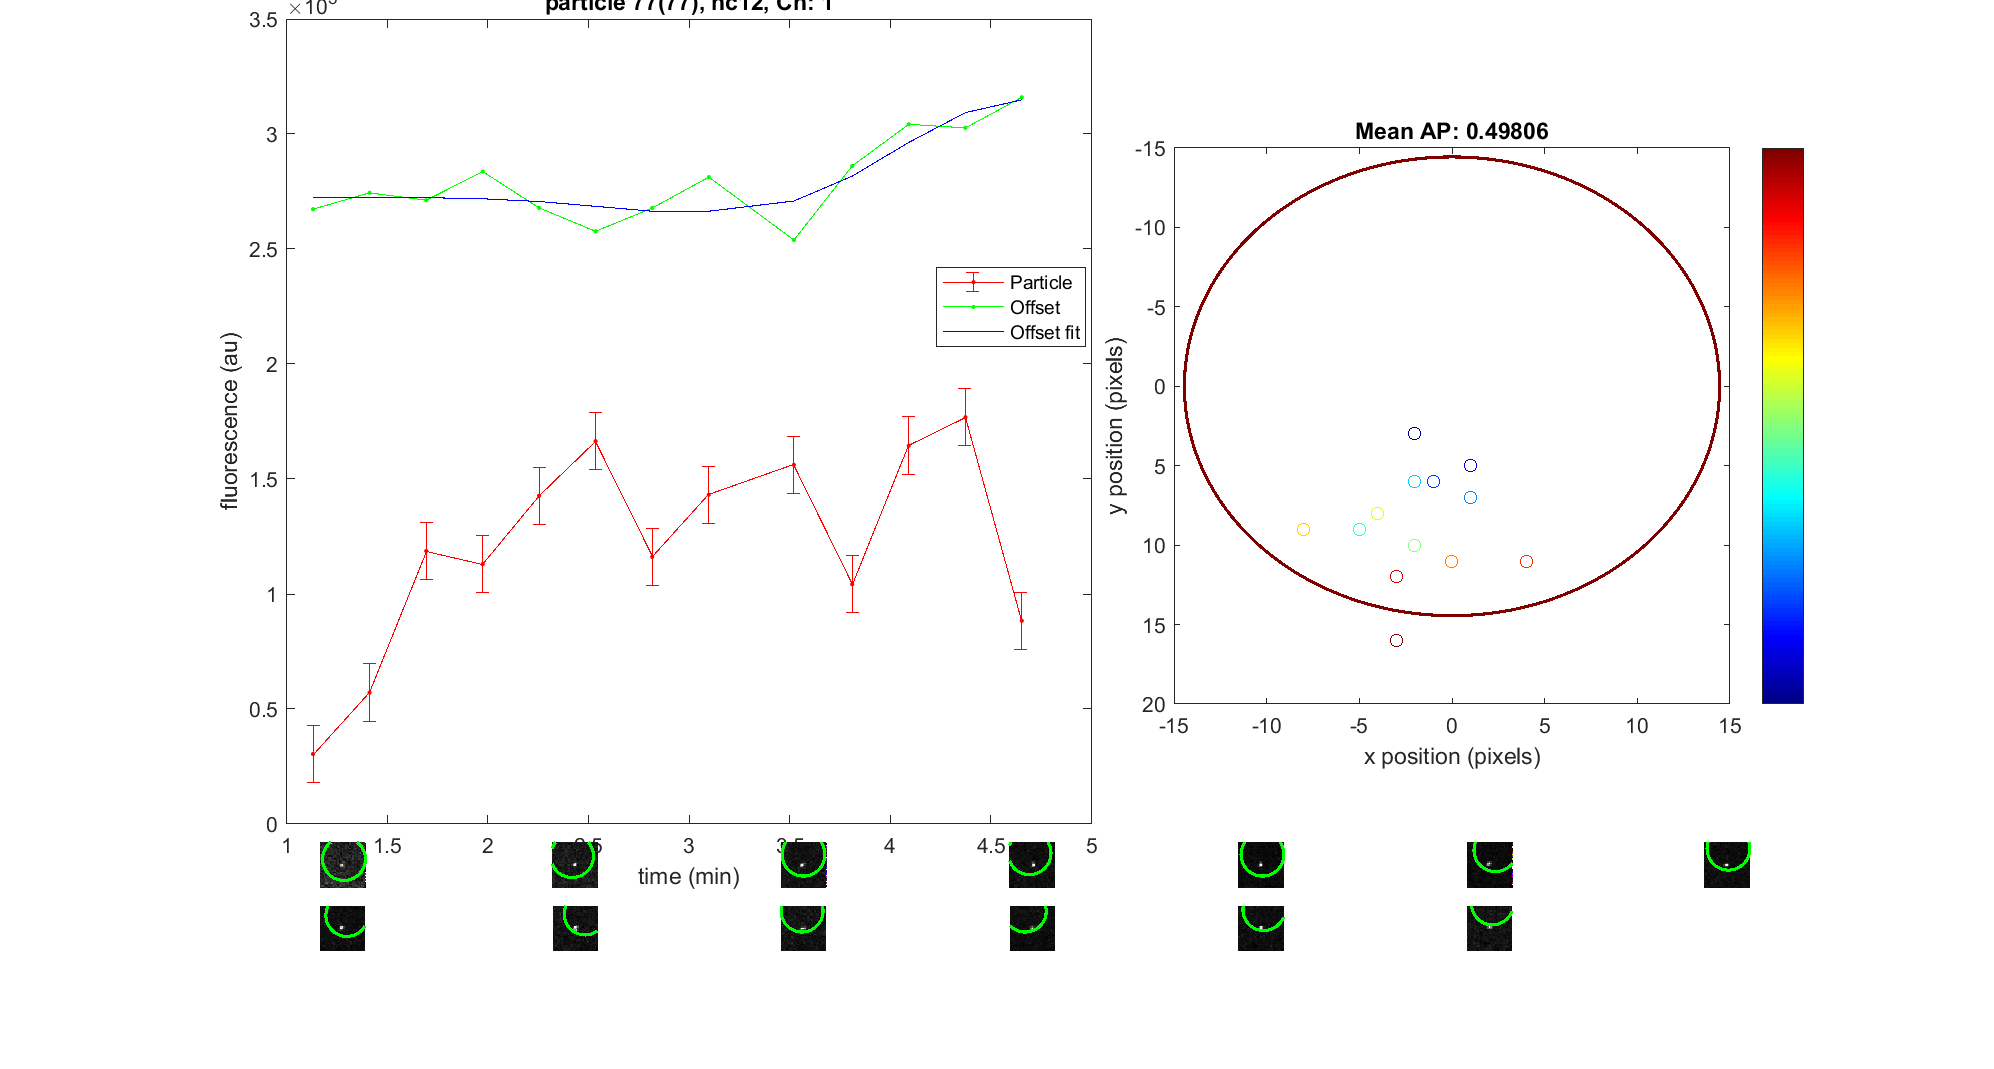 particle 77(77), nc12, Ch: 1
3.5
3
2.5
2
1.5
1
0.5
0
fluorescence (au)
Particle
Offset
Offset fit
1 1.5 2 2.5 3 3.5 4 4.5 5
time (min)
Mean AP: 0.49806
-15
-10
-5
0
5
10
15
20
y position (pixels)
-15 -10 -5 0 5 10 15
x position (pixels)